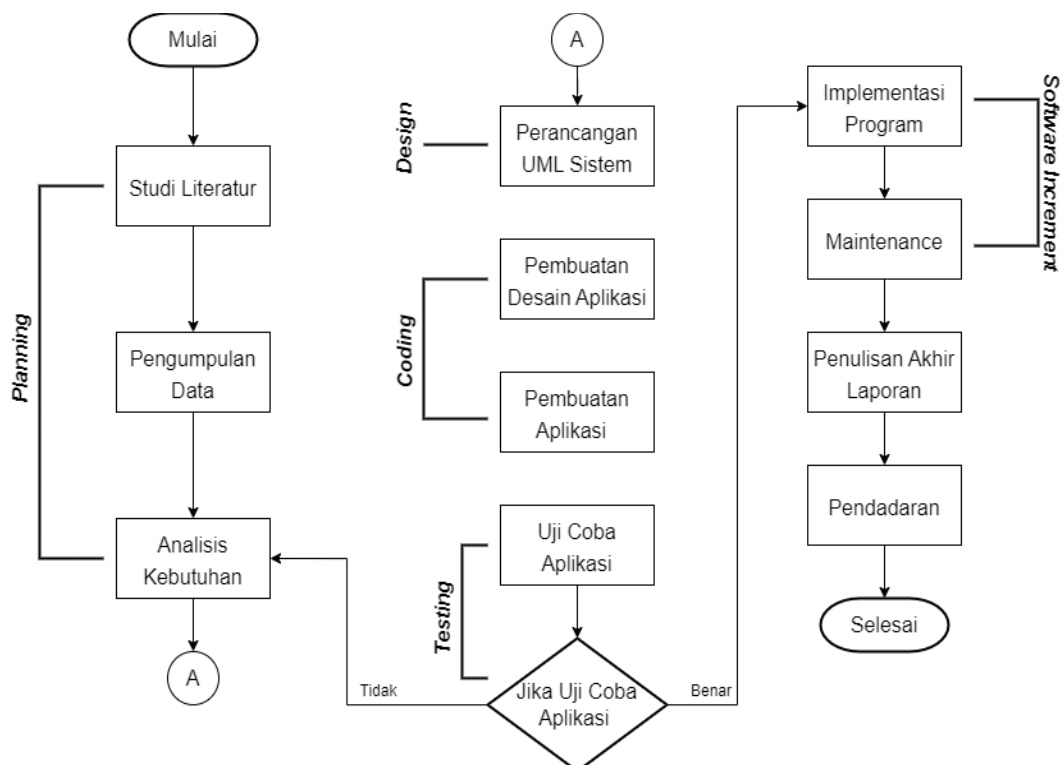 Mulai
Planning
Studi Literatur
Pengumpulan
Data
Analisis
Kebutuhan
A
A
Design
Perancangan
UML Sistem
Coding
Pembuatan
Desain Aplikasi
Pembuatan
Aplikasi
Testing
Uji Coba
Aplikasi
Tidak
Jika Uji Coba
Aplikasi
Benar
Implementasi
Program
Software Increment
Maintenance
Penulisan Akhir
Laporan
Pendadaran
Selesai